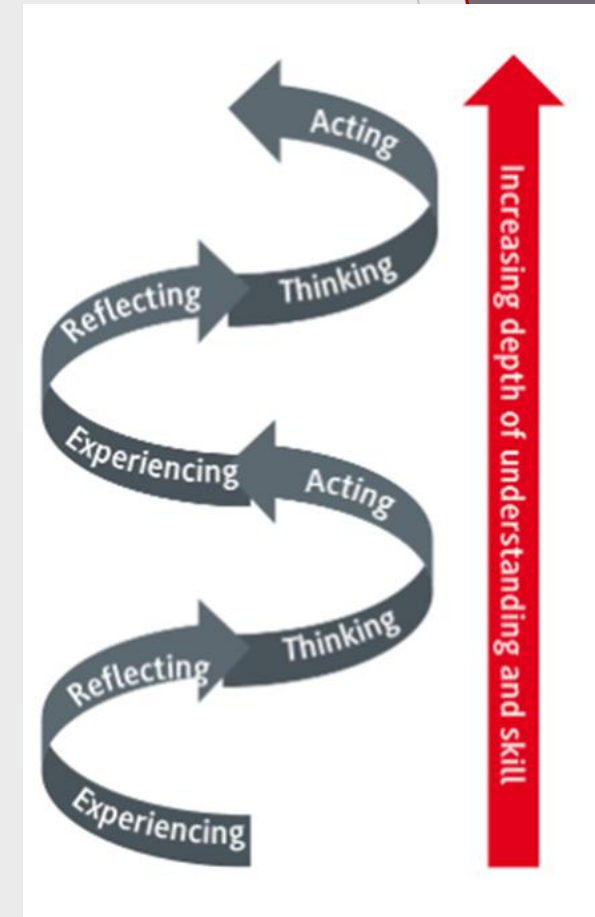 Acting
Thinking
Reflecting
Experiencing
Acting
Thinking
Reflecting
Experiencing
Increasing depth of understanding and skill